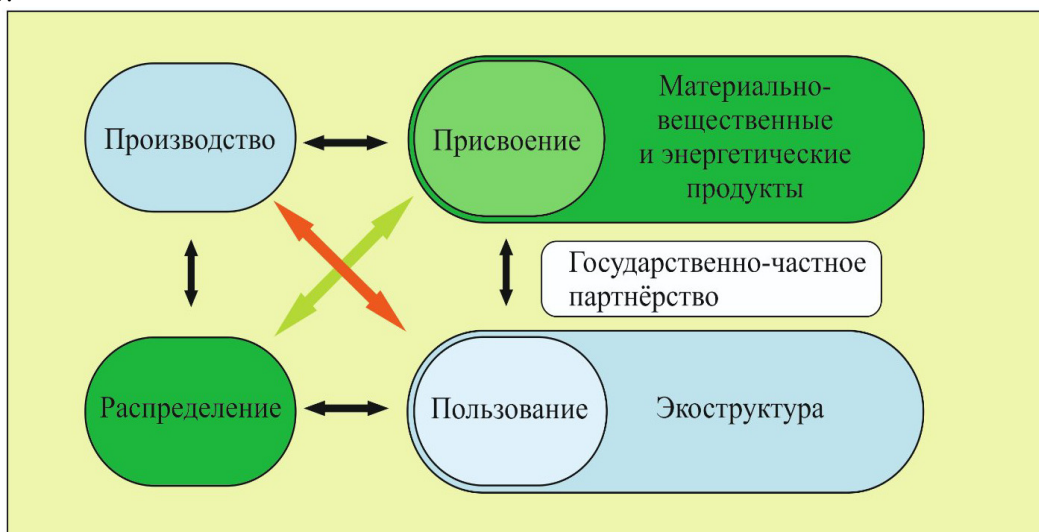 Производство
Присвоение
Материально-
вещественные
и энергетические
продукты
Государственно-частное
партнёрство
Распределение
Пользование
Экоструктура